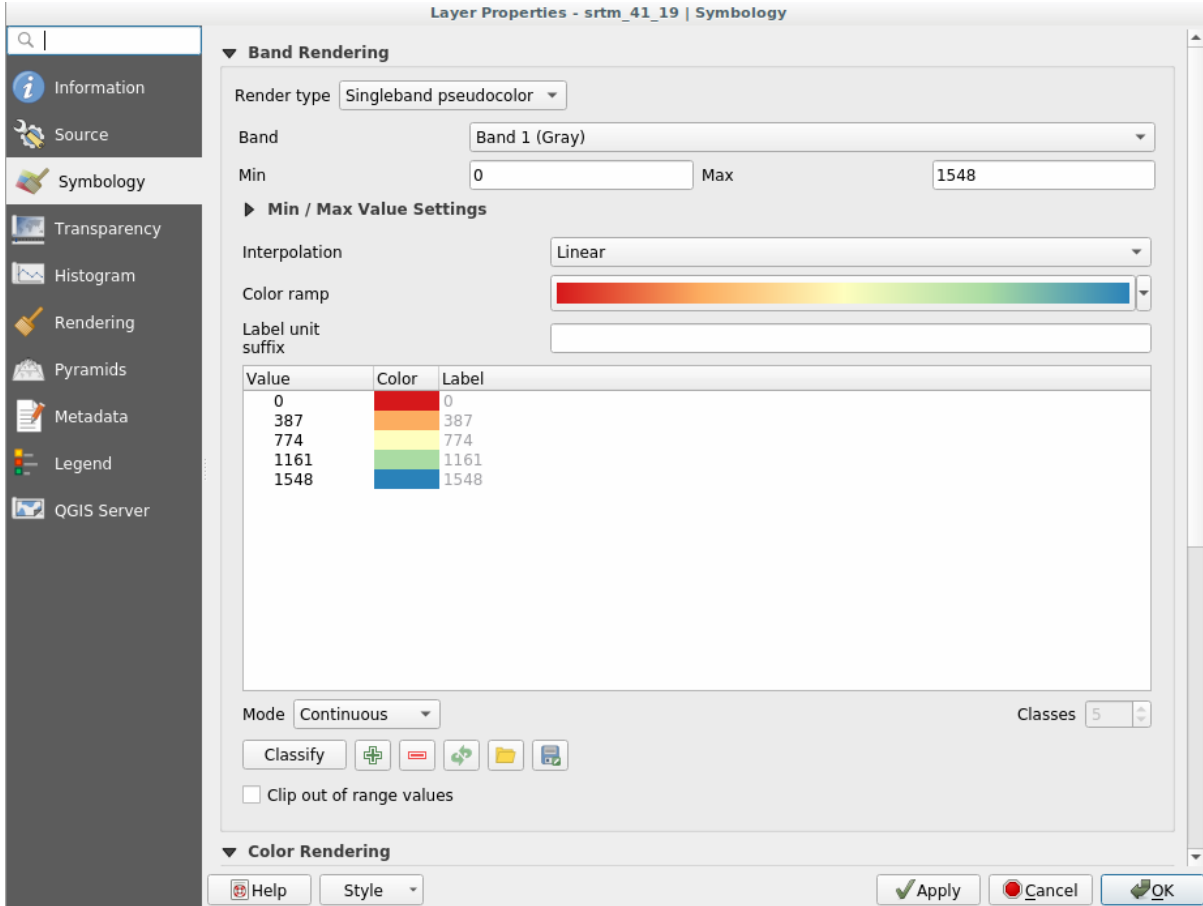 Layer Properties - srtm_41_19 | Symbology
Information
Source
Symbology
Transparency
Histogram
Rendering
Pyramids
Metadata
Legend
QGIS Server
Band Rendering
Render type Singleband pseudocolor
Band Band 1 (Gray)
Min 0 Max 1548
Min / Max Value Settings
Interpolation Linear
Color ramp
Label unit
suffix
Value Color Label
0 0
387 387
774 774
1161 1161
1548 1548
Mode Continuous Classes 5
Classify
Clip out of range values
Color Rendering
Help Style Apply Cancel OK